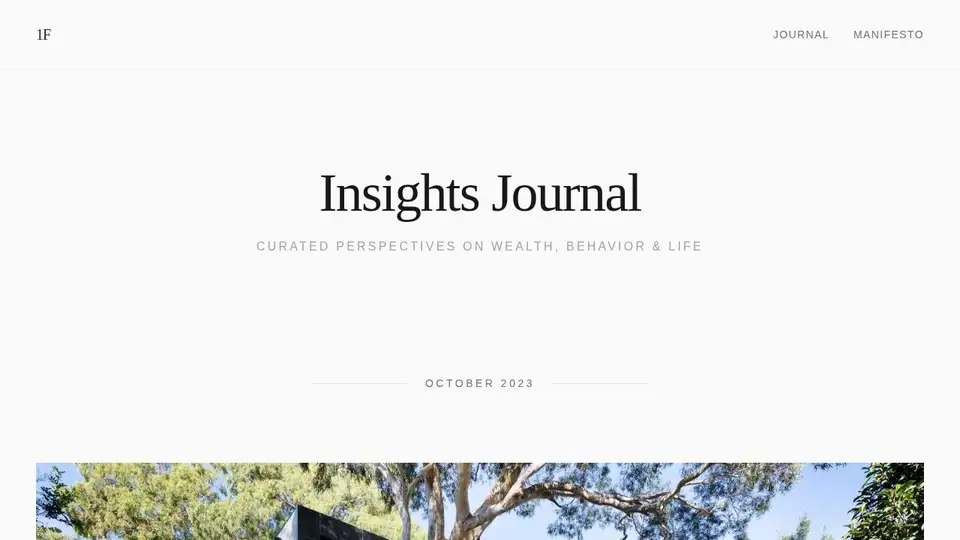 1F
JOURNAL MANIFESTO
Insights Journal
CURATED PERSPECTIVES ON WEALTH, BEHAVIOR & LIFE
OCTOBER 2023